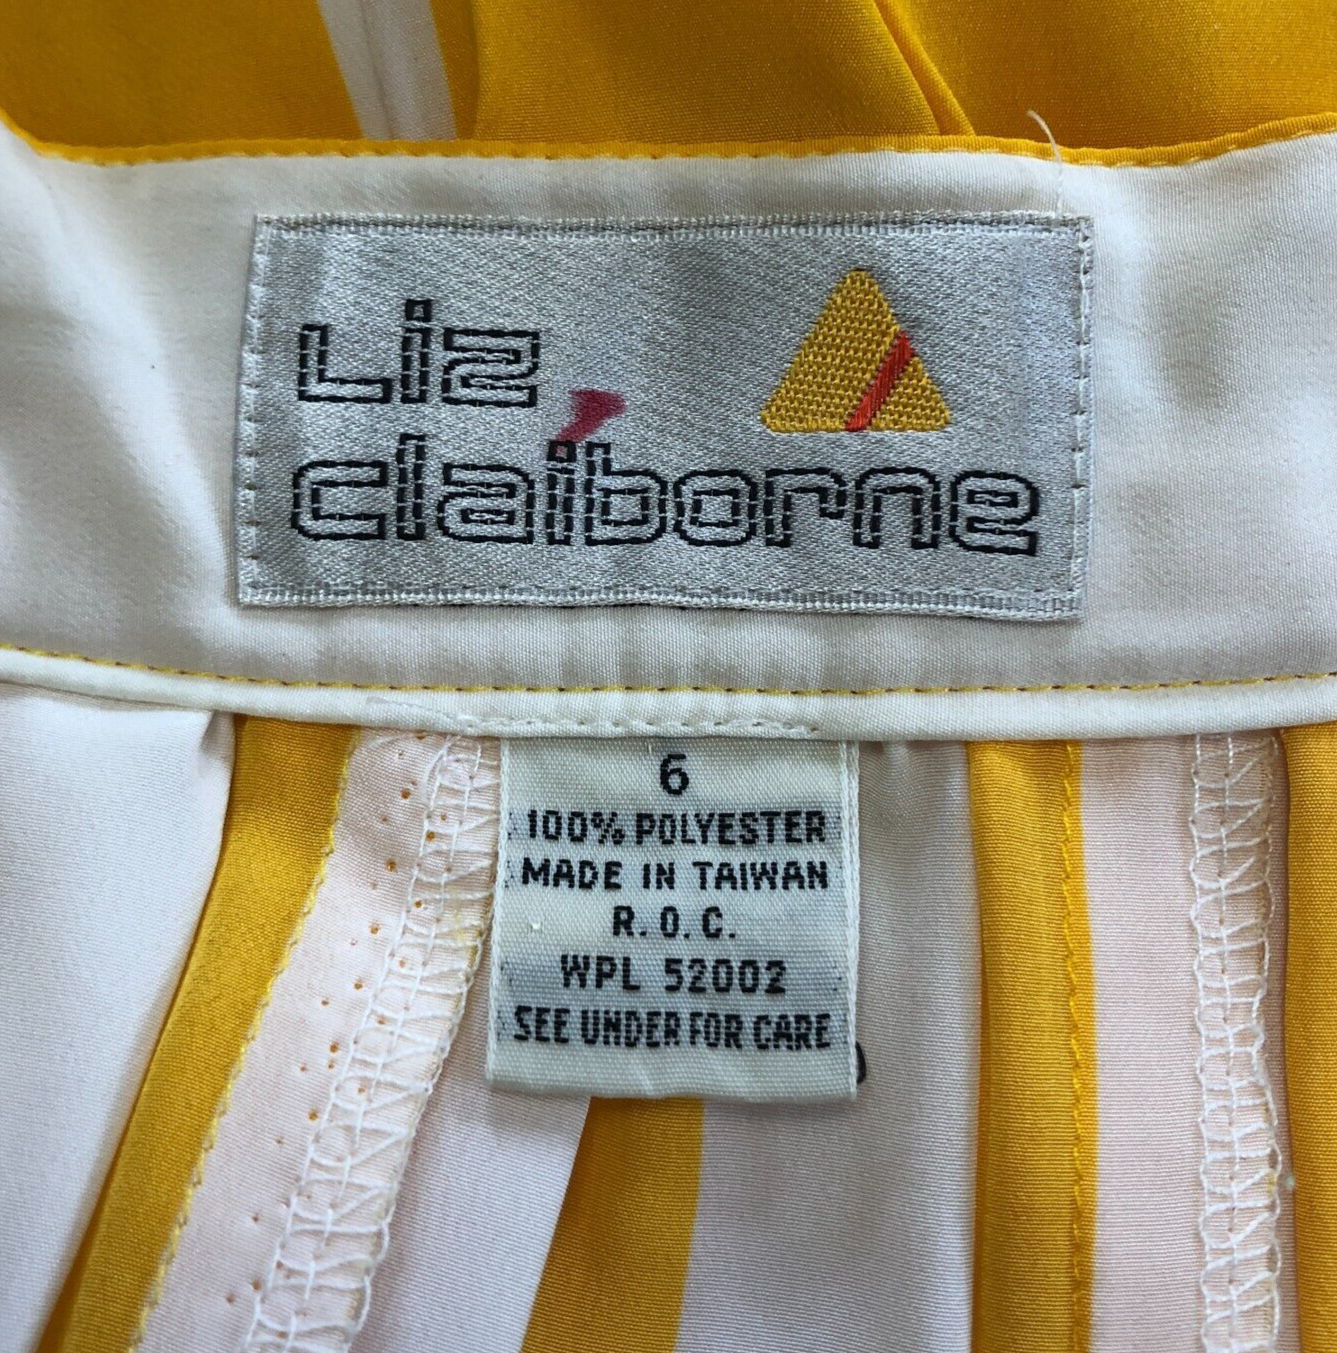 Liz
claiborne
6
100% POLYESTER
MADE IN TAIWAN
R.O.C.
WPL 52002
SEE UNDER FOR CARE